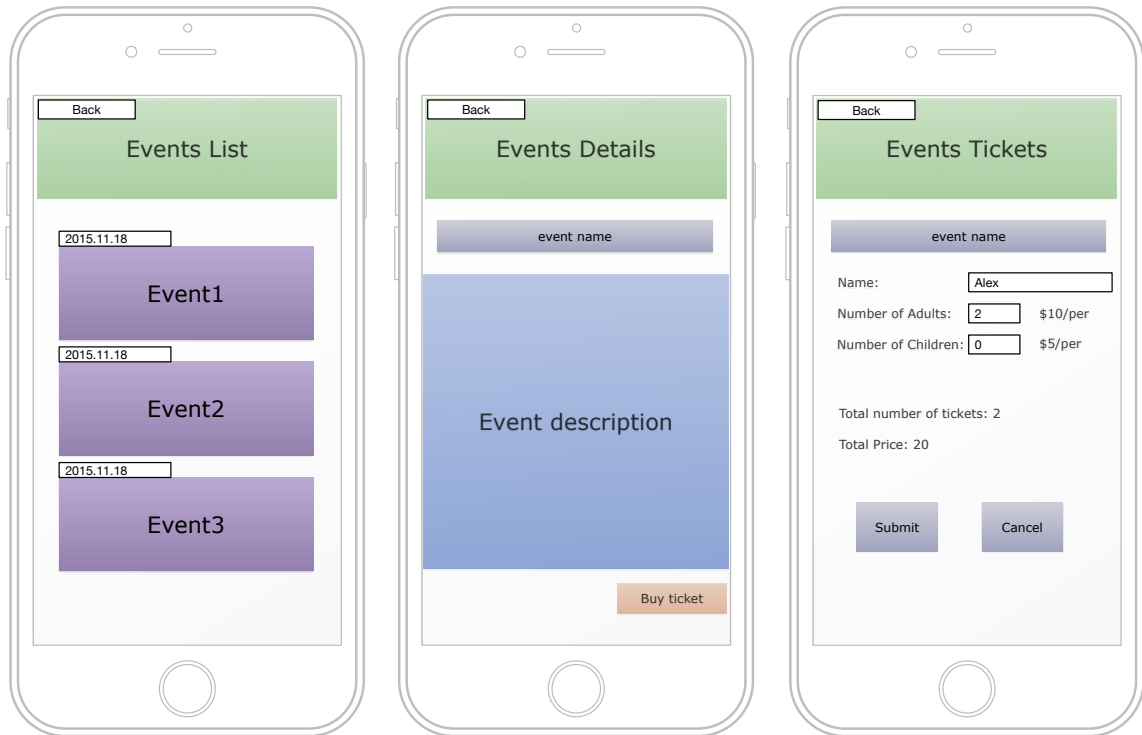 Back
Events List
2015.11.18
Event1
2015.11.18
Event2
2015.11.18
Event3
Back
Events Details
event name
Event description
Buy ticket
Back
Events Tickets
event name
Name: Alex
Number of Adults: 2 $10/per
Number of Children: 0 $5/per
Total number of tickets: 2
Total Price: 20
Submit Cancel